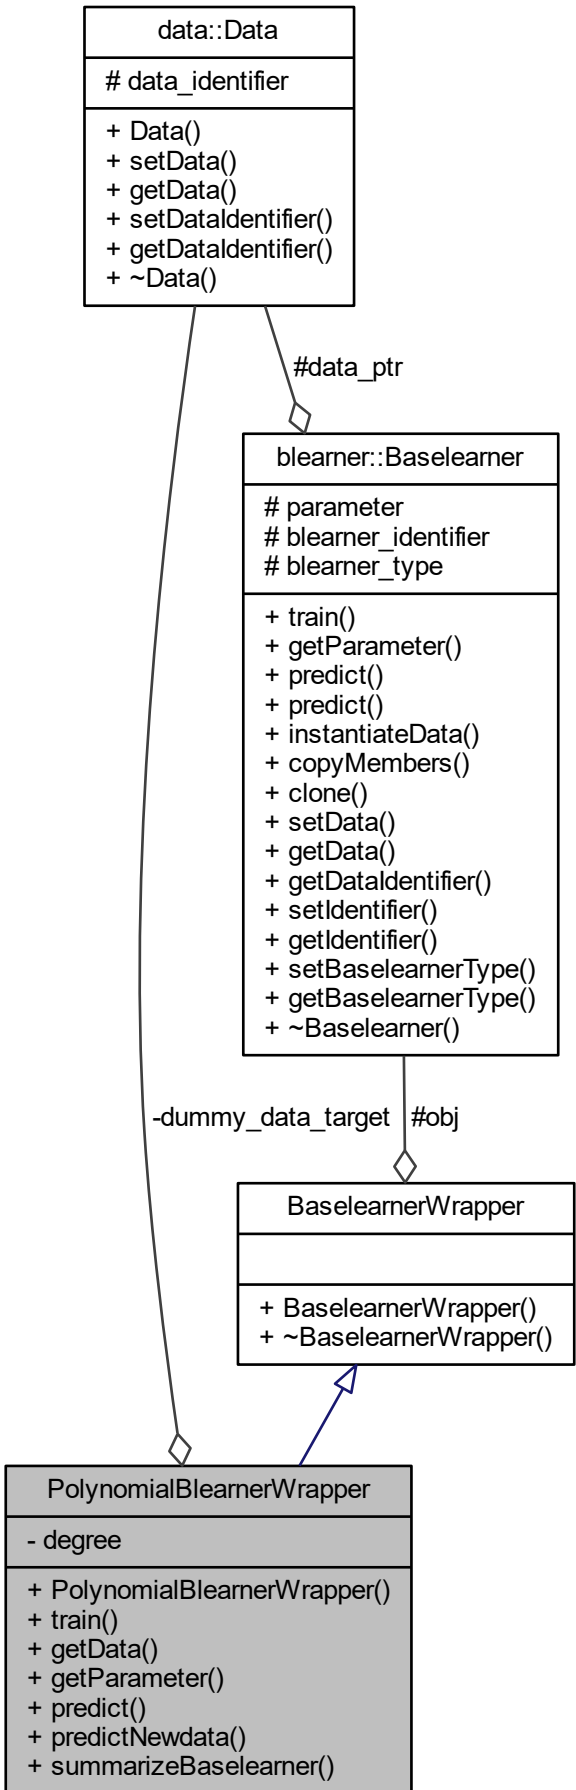 data::Data
# data_identifier
+ Data()
+ setData()
+ getData()
+ setDataIdentifier()
+ getDataIdentifier()
+ ~Data()
#data_ptr
blearner::Baselearner
# parameter
# blearner_identifier
# blearner_type
+ train()
+ getParameter()
+ predict()
+ predict()
+ instantiateData()
+ copyMembers()
+ clone()
+ setData()
+ getData()
+ getDataIdentifier()
+ setIdentifier()
+ getIdentifier()
+ setBaselearnerType()
+ getBaselearnerType()
+ ~Baselearner()
-dummy_data_target
#obj
BaselearnerWrapper
+ BaselearnerWrapper()
+ ~BaselearnerWrapper()
PolynomialBlearnerWrapper
- degree
+ PolynomialBlearnerWrapper()
+ train()
+ getData()
+ getParameter()
+ predict()
+ predictNewdata()
+ summarizeBaselearner()